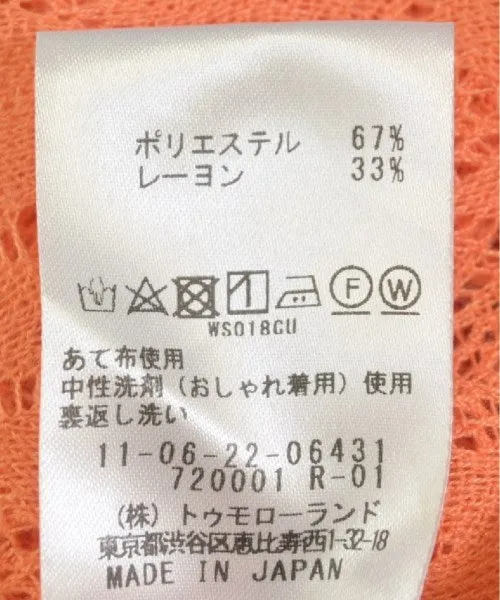 ポリエステル 67%
レーヨン 33%
F W
WS018CU
あて布使用
中性洗剤(おしゃれ着用)使用
裏返し洗い
11-06-22-06431
720001 R-01
(株)トゥモローランド
東京都渋谷区恵比寿西1-32-18
MADE IN JAPAN